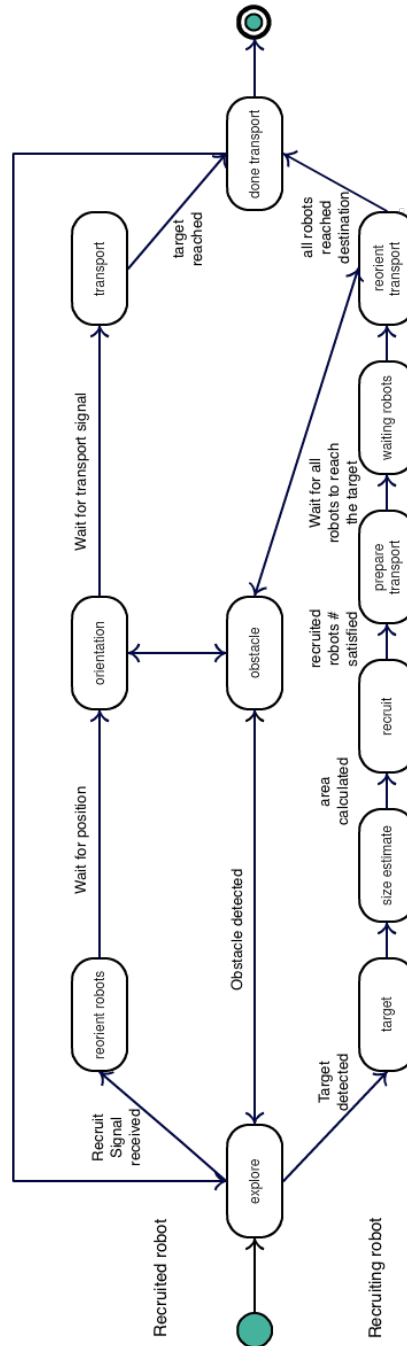 Recruited robot
Recruiting robot
explore
Recruit
Signal
received
reorient robots
Wait for position
orientation
Wait for transport signal
transport
target
reached
done transport
Obstacle detected
obstacle
Target
detected
target
size estimate
area
calculated
recruit
recruited
robots #
satisfied
prepare
transport
Wait for all
robots to reach
the target
waiting robots
reorient
transport
all robots
reached
destination